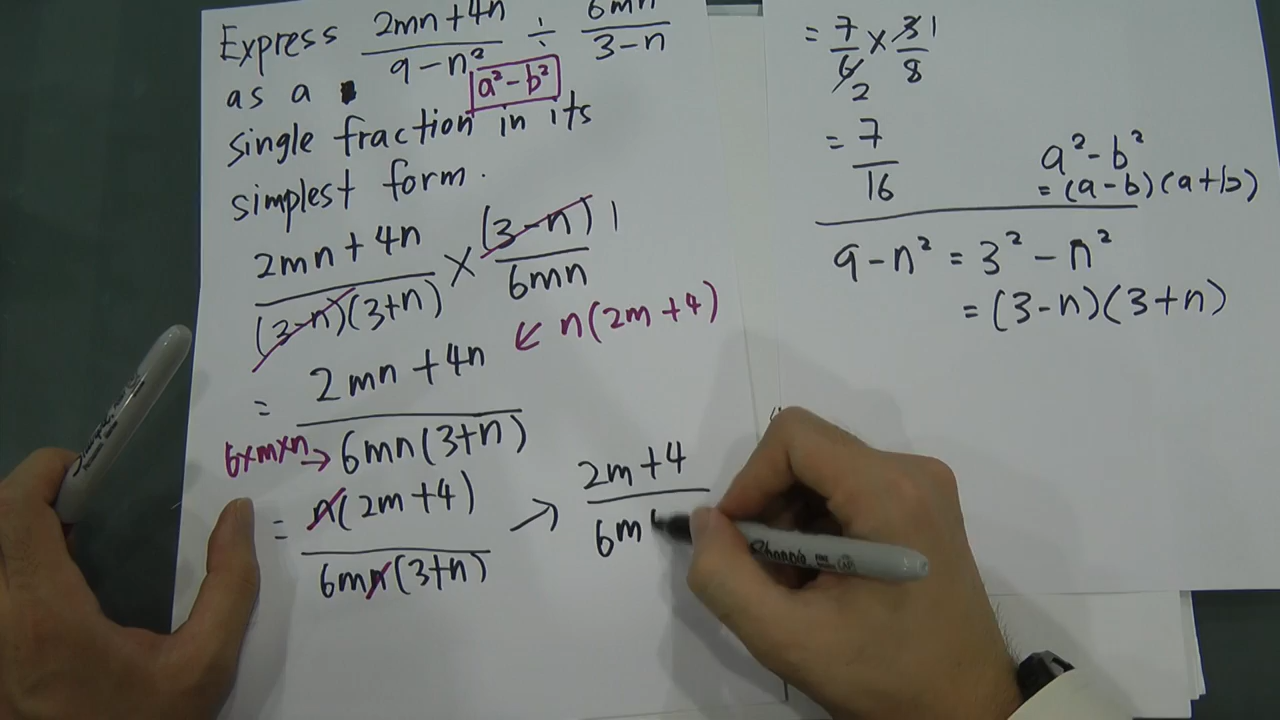 Express (2mn+4n)/(9-n²) ÷ 6mn/(3-n)
as a
a²-b²
single fraction in its
simplest form.
(2mn+4n)/((3-n)(3+n)) × (3-n)/6mn 1
↙ n(2m+4)
= (2mn+4n)/(6mn(3+n))
6×m×n →
= n(2m+4)/(6mn(3+n)) → (2m+4)/(6m
= 7/6 × 3/8 1
2
= 7/16
a²-b²
=(a-b)(a+b)
9-n² = 3²-n²
= (3-n)(3+n)
Sharpie